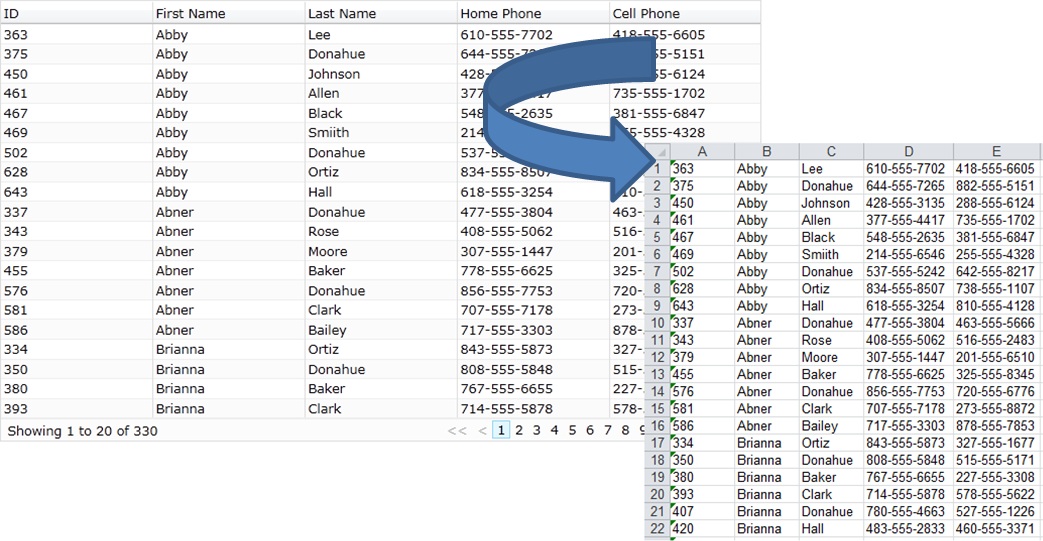 ID First Name Last Name Home Phone Cell Phone
363 Abby Lee 610-555-7702 418-555-6605
375 Abby Donahue 644-555-72 5-5151
450 Abby Johnson 428- 5-6124
461 Abby Allen 377 17 735-555-1702
467 Abby Black 548 5-2635 381-555-6847
469 Abby Smiith 214 5-555-4328
502 Abby Donahue 537-5
628 Abby Ortiz 834-555-8507
643 Abby Hall 618-555-3254 10-
337 Abner Donahue 477-555-3804 463-
343 Abner Rose 408-555-5062 516-
379 Abner Moore 307-555-1447 201-
455 Abner Baker 778-555-6625 325-
576 Abner Donahue 856-555-7753 720-
581 Abner Clark 707-555-7178 273-
586 Abner Bailey 717-555-3303 878-
334 Brianna Ortiz 843-555-5873 327-
350 Brianna Donahue 808-555-5848 515-
380 Brianna Baker 767-555-6655 227-
393 Brianna Clark 714-555-5878 578-
Showing 1 to 20 of 330 << < 1 2 3 4 5 6 7 8 9
A B C D E
1 363 Abby Lee 610-555-7702 418-555-6605
2 375 Abby Donahue 644-555-7265 882-555-5151
3 450 Abby Johnson 428-555-3135 288-555-6124
4 461 Abby Allen 377-555-4417 735-555-1702
5 467 Abby Black 548-555-2635 381-555-6847
6 469 Abby Smiith 214-555-6546 255-555-4328
7 502 Abby Donahue 537-555-5242 642-555-8217
8 628 Abby Ortiz 834-555-8507 738-555-1107
9 643 Abby Hall 618-555-3254 810-555-4128
10 337 Abner Donahue 477-555-3804 463-555-5666
11 343 Abner Rose 408-555-5062 516-555-2483
12 379 Abner Moore 307-555-1447 201-555-6510
13 455 Abner Baker 778-555-6625 325-555-8345
14 576 Abner Donahue 856-555-7753 720-555-6776
15 581 Abner Clark 707-555-7178 273-555-8872
16 586 Abner Bailey 717-555-3303 878-555-7853
17 334 Brianna Ortiz 843-555-5873 327-555-1677
18 350 Brianna Donahue 808-555-5848 515-555-5171
19 380 Brianna Baker 767-555-6655 227-555-3308
20 393 Brianna Clark 714-555-5878 578-555-5622
21 407 Brianna Donahue 780-555-4663 527-555-1226
22 420 Brianna Hall 483-555-2833 460-555-3371